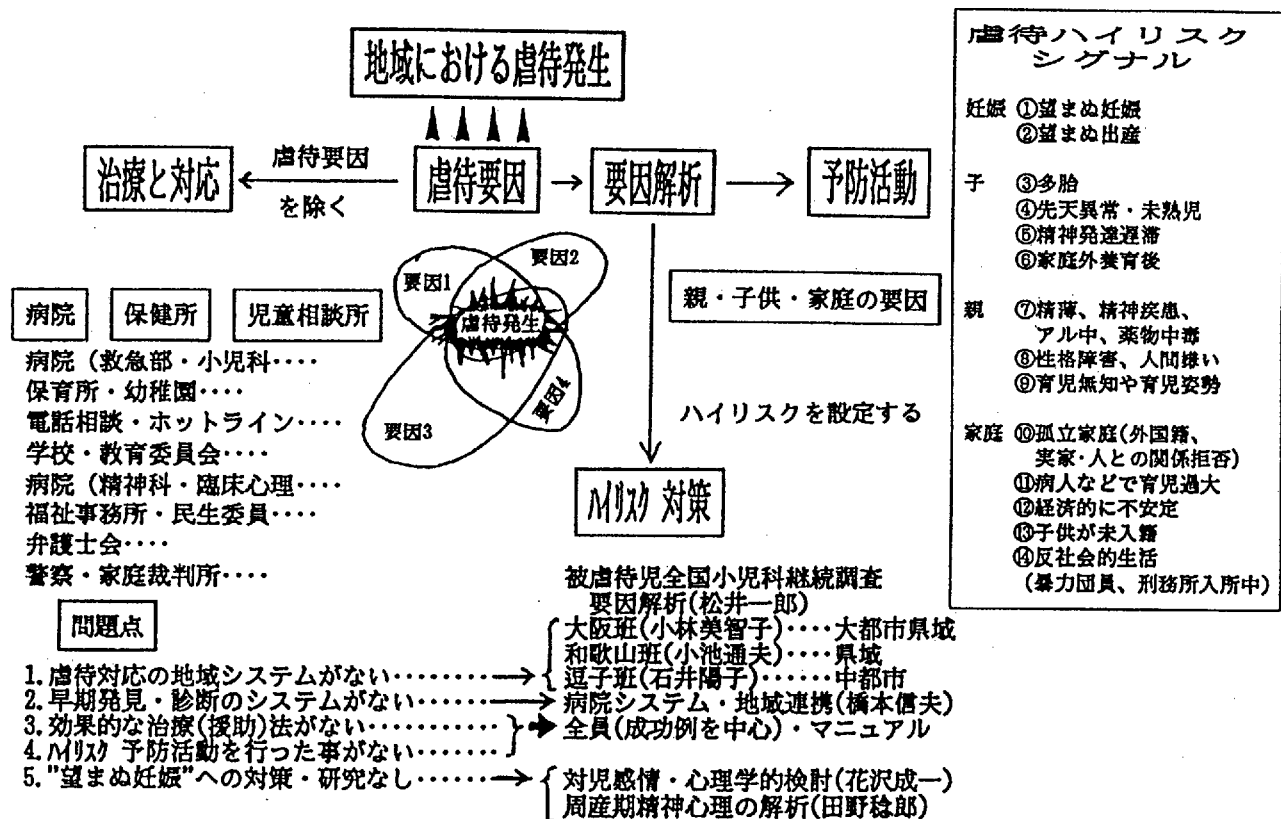 地域における虐待発生
治療と対応
虐待要因
を除く
虐待要因
要因解析
予防活動
要因1
要因2
虐待発生
要因3
要因4
親・子供・家庭の要因
ハイリスクを設定する
ハイリスク 対策
病院
保健所
児童相談所
病院（救急部・小児科‥‥
保育所・幼稚園‥‥
電話相談・ホットライン‥‥
学校・教育委員会‥‥
病院（精神科・臨床心理‥‥
福祉事務所・民生委員‥‥
弁護士会‥‥
警察・家庭裁判所‥‥
問題点
1. 虐待対応の地域システムがない‥‥‥‥
2. 早期発見・診断のシステムがない‥‥‥
3. 効果的な治療(援助)法がない‥‥‥
4. ハイリスク 予防活動を行った事がない‥‥‥
5. "望まぬ妊娠"への対策・研究なし‥‥‥
被虐待児全国小児科継続調査
要因解析(松井一郎)
大阪班(小林美智子)‥‥大都市県域
和歌山班(小池通夫)‥‥県域
逗子班(石井陽子)‥‥‥中都市
病院システム・地域連携(橋本信夫)
全員(成功例を中心)・マニュアル
対児感情・心理学的検討(花沢成一)
周産期精神心理の解析(田野稔郎)
虐待ハイリスク
シグナル
妊娠 ①望まぬ妊娠
②望まぬ出産
子 ③多胎
④先天異常・未熟児
⑤精神発達遅滞
⑥家庭外養育後
親 ⑦精薄、精神疾患、
アル中、薬物中毒
⑧性格障害、人間嫌い
⑨育児無知や育児姿勢
家庭 ⑩孤立家庭(外国籍、
実家・人との関係拒否)
⑪病人などで育児過大
⑫経済的に不安定
⑬子供が未入籍
⑭反社会的生活
(暴力団員、刑務所入所中)